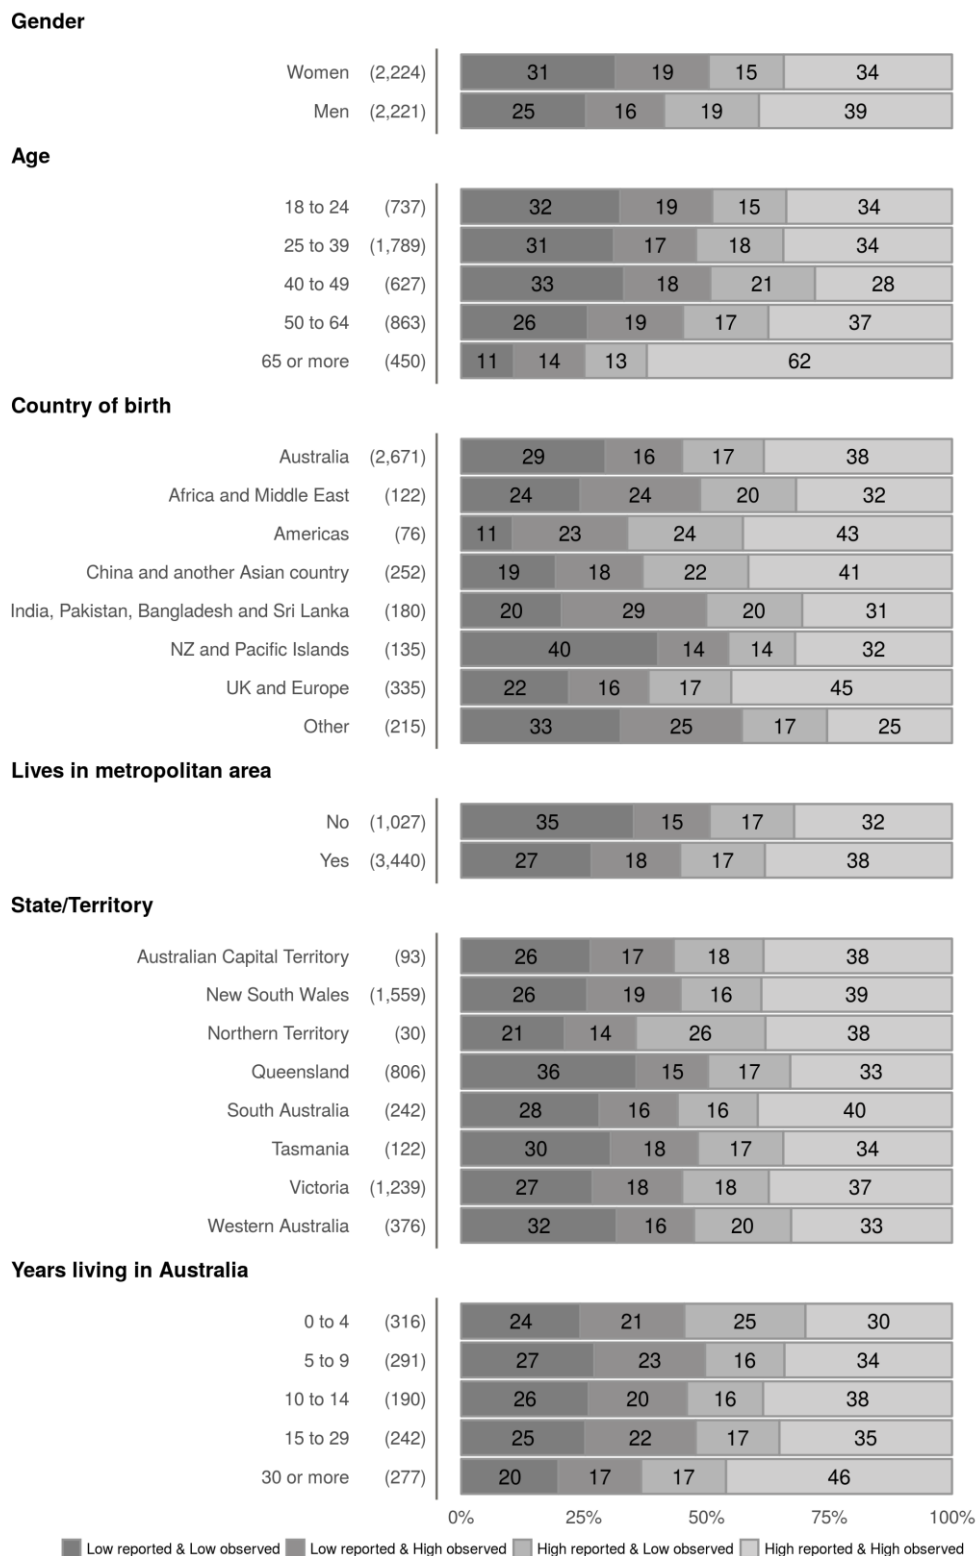 Gender
Women (2,224) 31 19 15 34
Men (2,221) 25 16 19 39
Age
18 to 24 (737) 32 19 15 34
25 to 39 (1,789) 31 17 18 34
40 to 49 (627) 33 18 21 28
50 to 64 (863) 26 19 17 37
65 or more (450) 11 14 13 62
Country of birth
Australia (2,671) 29 16 17 38
Africa and Middle East (122) 24 24 20 32
Americas (76) 11 23 24 43
China and another Asian country (252) 19 18 22 41
India, Pakistan, Bangladesh and Sri Lanka (180) 20 29 20 31
NZ and Pacific Islands (135) 40 14 14 32
UK and Europe (335) 22 16 17 45
Other (215) 33 25 17 25
Lives in metropolitan area
No (1,027) 35 15 17 32
Yes (3,440) 27 18 17 38
State/Territory
Australian Capital Territory (93) 26 17 18 38
New South Wales (1,559) 26 19 16 39
Northern Territory (30) 21 14 26 38
Queensland (806) 36 15 17 33
South Australia (242) 28 16 16 40
Tasmania (122) 30 18 17 34
Victoria (1,239) 27 18 18 37
Western Australia (376) 32 16 20 33
Years living in Australia
0 to 4 (316) 24 21 25 30
5 to 9 (291) 27 23 16 34
10 to 14 (190) 26 20 16 38
15 to 29 (242) 25 22 17 35
30 or more (277) 20 17 17 46
0% 25% 50% 75% 100%
Low reported & Low observed Low reported & High observed High reported & Low observed High reported & High observed